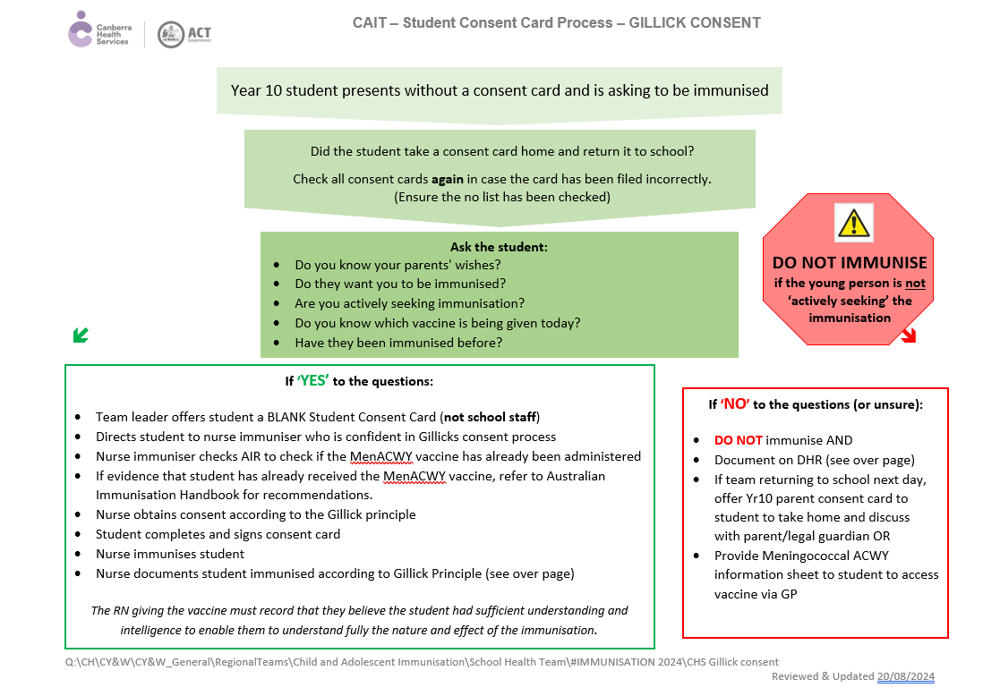 Canberra
Health
Services
ACT
Government
CAIT – Student Consent Card Process – GILLICK CONSENT
Year 10 student presents without a consent card and is asking to be immunised
Did the student take a consent card home and return it to school?
Check all consent cards again in case the card has been filed incorrectly.
(Ensure the no list has been checked)
Ask the student:
• Do you know your parents' wishes?
• Do they want you to be immunised?
• Are you actively seeking immunisation?
• Do you know which vaccine is being given today?
• Have they been immunised before?
DO NOT IMMUNISE
if the young person is not
‘actively seeking’ the
immunisation
If ‘YES’ to the questions:
• Team leader offers student a BLANK Student Consent Card (not school staff)
• Directs student to nurse immuniser who is confident in Gillicks consent process
• Nurse immuniser checks AIR to check if the MenACWY vaccine has already been administered
• If evidence that student has already received the MenACWY vaccine, refer to Australian
Immunisation Handbook for recommendations.
• Nurse obtains consent according to the Gillick principle
• Student completes and signs consent card
• Nurse immunises student
• Nurse documents student immunised according to Gillick Principle (see over page)
The RN giving the vaccine must record that they believe the student had sufficient understanding and
intelligence to enable them to understand fully the nature and effect of the immunisation.
If ‘NO’ to the questions (or unsure):
• DO NOT immunise AND
• Document on DHR (see over page)
• If team returning to school next day,
offer Yr10 parent consent card to
student to take home and discuss
with parent/legal guardian OR
• Provide Meningococcal ACWY
information sheet to student to access
vaccine via GP
Q:\CH\CY&W\CY&W_General\RegionalTeams\Child and Adolescent Immunisation\School Health Team\#IMMUNISATION 2024\CHS Gillick consent
Reviewed & Updated 20/08/2024